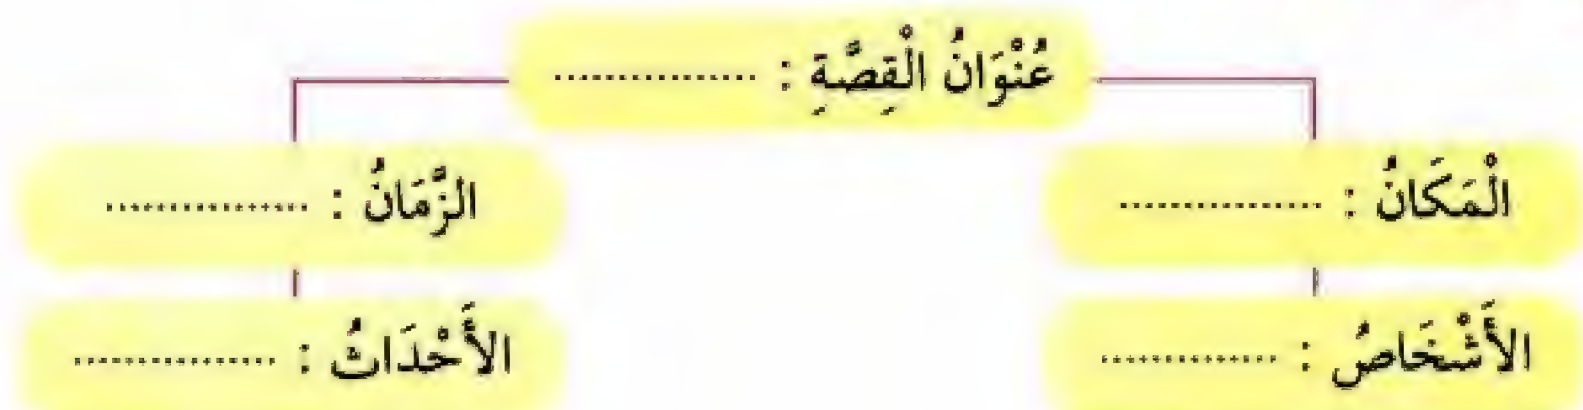 عُنْوَانُ الْقِصَّةِ : ...............
الْمَكَانُ : ...............
الزَّمَانُ : ...............
الأَشْخَاصُ : ...............
الأَحْدَاثُ : ...............